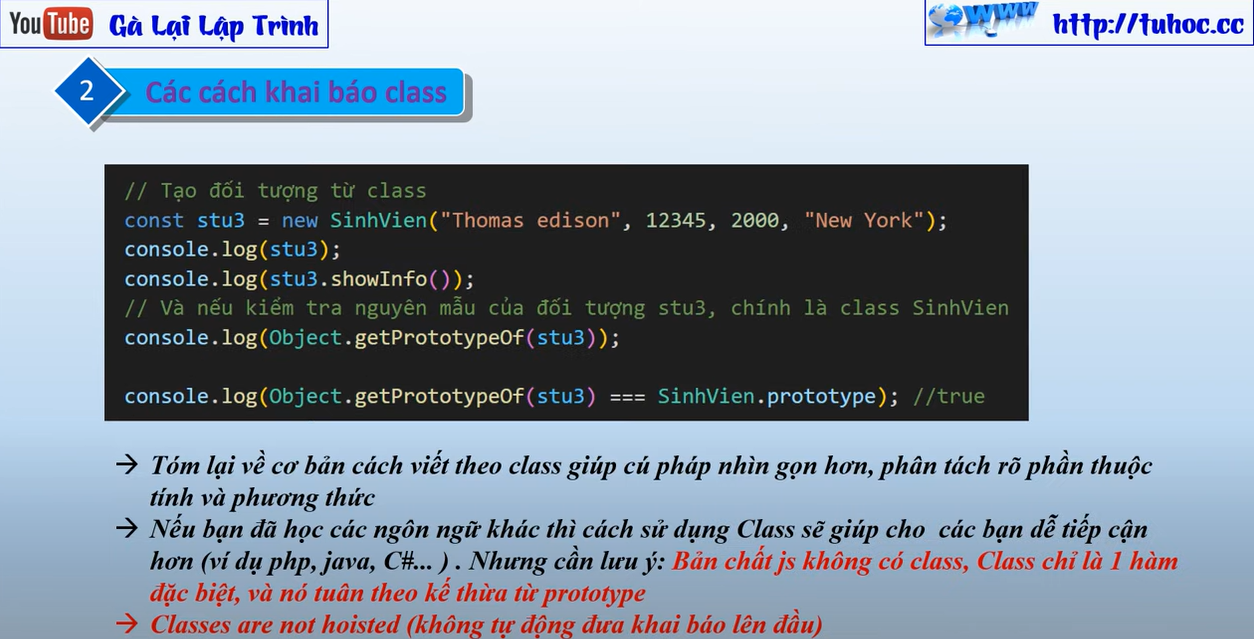 YouTube Gà Lại Lập Trình
www http://tuhoc.cc
2 Các cách khai báo class
// Tạo đối tượng từ class
const stu3 = new SinhVien("Thomas edison", 12345, 2000, "New York");
console.log(stu3);
console.log(stu3.showInfo());
// Và nếu kiểm tra nguyên mẫu của đối tượng stu3, chính là class SinhVien
console.log(Object.getPrototypeOf(stu3));
console.log(Object.getPrototypeOf(stu3) === SinhVien.prototype); //true
→ Tóm lại về cơ bản cách viết theo class giúp cú pháp nhìn gọn hơn, phân tách rõ phần thuộc
tính và phương thức
→ Nếu bạn đã học các ngôn ngữ khác thì cách sử dụng Class sẽ giúp cho các bạn dễ tiếp cận
hơn (ví dụ php, java, C#... ) . Nhưng cần lưu ý: Bản chất js không có class, Class chỉ là 1 hàm
đặc biệt, và nó tuân theo kế thừa từ prototype
→ Classes are not hoisted (không tự động đưa khai báo lên đầu)